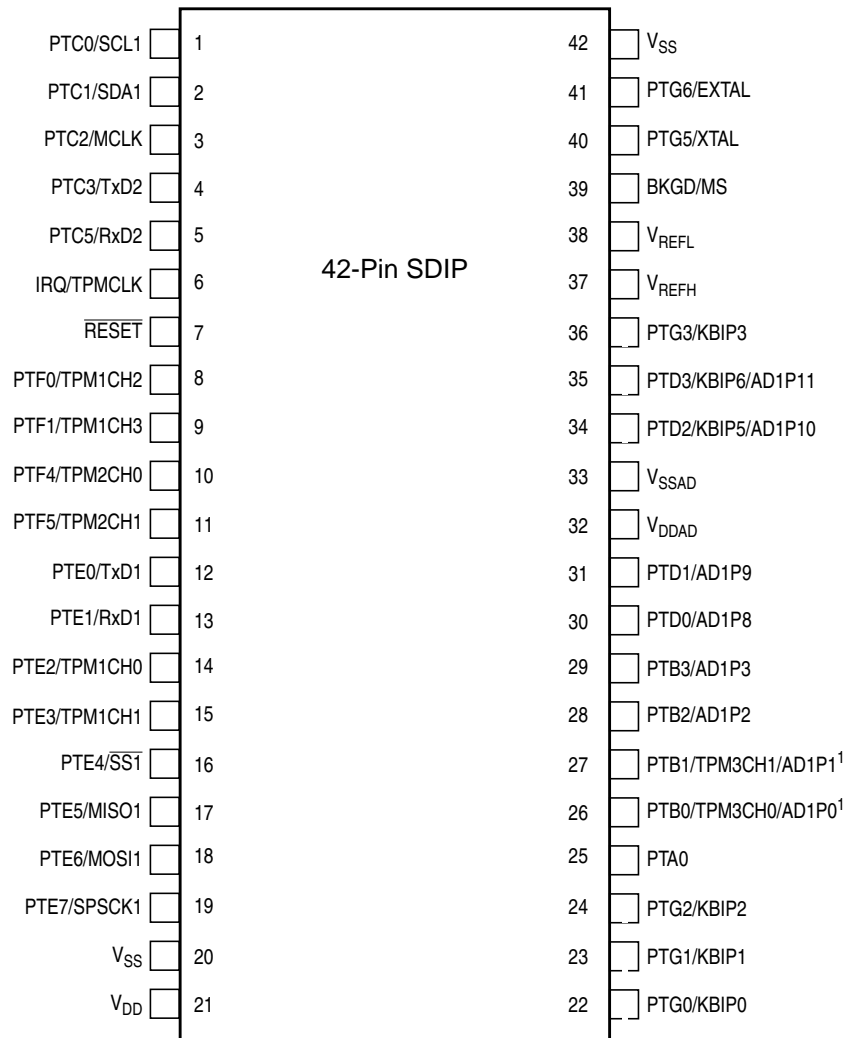 PTC0/SCL1 1 42 VSS
PTC1/SDA1 2 41 PTG6/EXTAL
PTC2/MCLK 3 40 PTG5/XTAL
PTC3/TxD2 4 39 BKGD/MS
PTC5/RxD2 5 38 VREFL
42-Pin SDIP
IRQ/TPMCLK 6 37 VREFH
RESET 7 36 PTG3/KBIP3
PTF0/TPM1CH2 8 35 PTD3/KBIP6/AD1P11
PTF1/TPM1CH3 9 34 PTD2/KBIP5/AD1P10
PTF4/TPM2CH0 10 33 VSSAD
PTF5/TPM2CH1 11 32 VDDAD
PTE0/TxD1 12 31 PTD1/AD1P9
PTE1/RxD1 13 30 PTD0/AD1P8
PTE2/TPM1CH0 14 29 PTB3/AD1P3
PTE3/TPM1CH1 15 28 PTB2/AD1P2
PTE4/SS1 16 27 PTB1/TPM3CH1/AD1P1¹
PTE5/MISO1 17 26 PTB0/TPM3CH0/AD1P0¹
PTE6/MOSI1 18 25 PTA0
PTE7/SPSCK1 19 24 PTG2/KBIP2
VSS 20 23 PTG1/KBIP1
VDD 21 22 PTG0/KBIP0